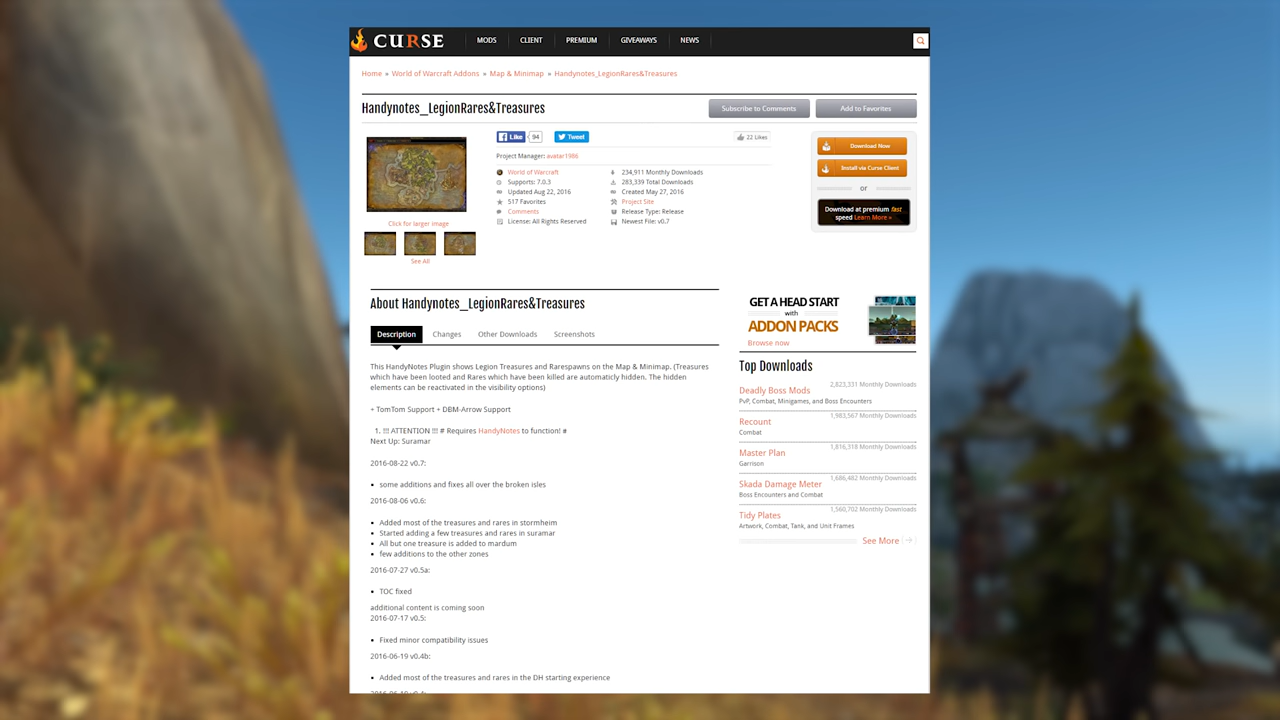 CURSE
MODS CLIENT PREMIUM GIVEAWAYS NEWS
Home » World of Warcraft Addons » Map & Minimap » Handynotes_LegionRares&Treasures
Handynotes_LegionRares&Treasures
Subscribe to Comments
Add to Favorites
Click for larger image
See All
Like 94
Tweet
22 Likes
Project Manager: avatar1986
World of Warcraft
Supports: 7.0.3
Updated Aug 22, 2016
517 Favorites
Comments
License: All Rights Reserved
234,911 Monthly Downloads
283,339 Total Downloads
Created May 27, 2016
Project Site
Release Type: Release
Newest File: v0.7
Download Now
Install via Curse Client
or
Download at premium fast
speed Learn More »
About Handynotes_LegionRares&Treasures
Description Changes Other Downloads Screenshots
This HandyNotes Plugin shows Legion Treasures and Rarespawns on the Map & Minimap. (Treasures
which have been looted and Rares which have been killed are automaticly hidden. The hidden
elements can be reactivated in the visibility options)
+ TomTom Support + DBM-Arrow Support
1. !!! ATTENTION !!! # Requires HandyNotes to function! #
Next Up: Suramar
2016-08-22 v0.7:
• some additions and fixes all over the broken isles
2016-08-06 v0.6:
• Added most of the treasures and rares in stormheim
• Started adding a few treasures and rares in suramar
• All but one treasure is added to mardum
• few additions to the other zones
2016-07-27 v0.5a:
• TOC fixed
additional content is coming soon
2016-07-17 v0.5:
• Fixed minor compatibility issues
2016-06-19 v0.4b:
• Added most of the treasures and rares in the DH starting experience
GET A HEAD START
with
ADDON PACKS
Browse now
Top Downloads
2,823,331 Monthly Downloads
Deadly Boss Mods
PvP, Combat, Minigames, and Boss Encounters
1,983,567 Monthly Downloads
Recount
Combat
1,816,318 Monthly Downloads
Master Plan
Garrison
1,686,482 Monthly Downloads
Skada Damage Meter
Boss Encounters and Combat
1,560,702 Monthly Downloads
Tidy Plates
Artwork, Combat, Tank, and Unit Frames
See More